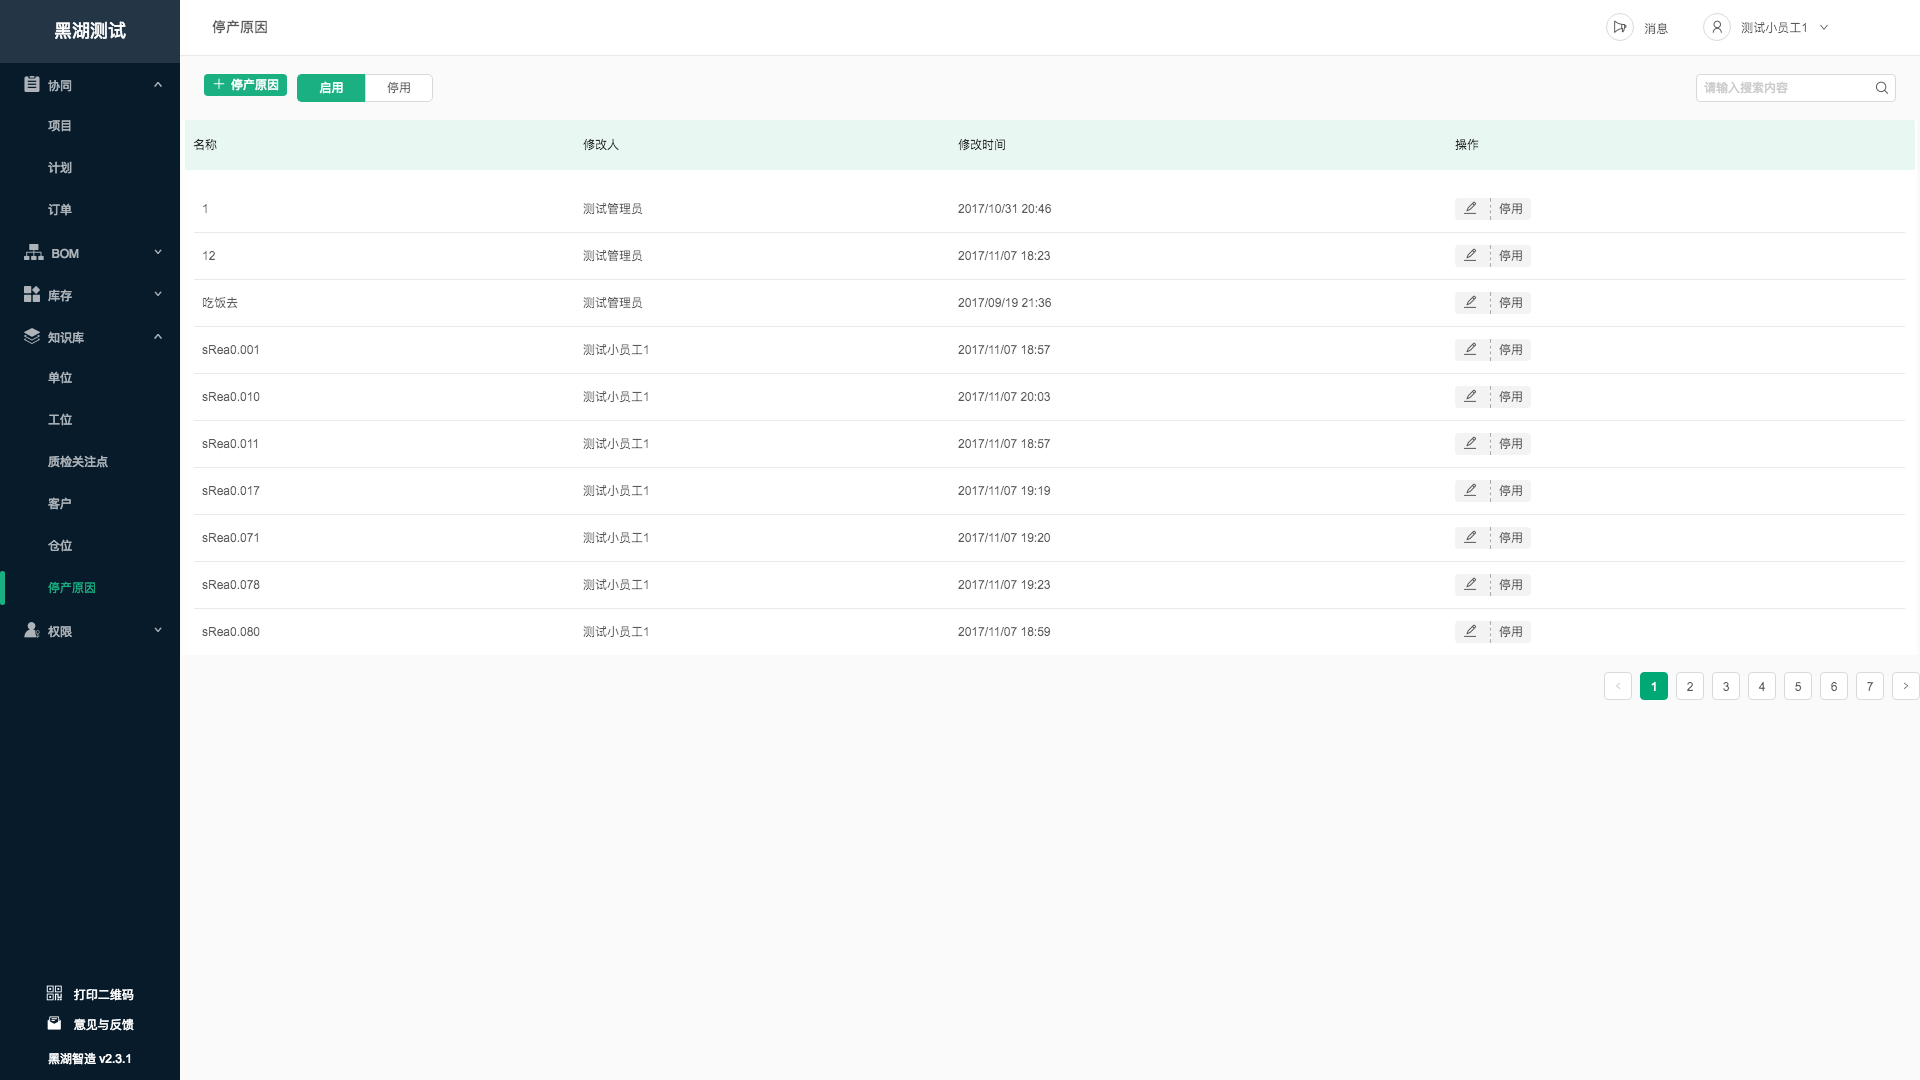 黑湖测试
协同
项目
计划
订单
BOM
库存
知识库
单位
工位
质检关注点
客户
仓位
停产原因
权限
打印二维码
意见与反馈
黑湖智造 v2.3.1
停产原因
消息
测试小员工1
停产原因
启用
停用
请输入搜索内容
名称 修改人 修改时间 操作
1 测试管理员 2017/10/31 20:46 停用
12 测试管理员 2017/11/07 18:23 停用
吃饭去 测试管理员 2017/09/19 21:36 停用
sRea0.001 测试小员工1 2017/11/07 18:57 停用
sRea0.010 测试小员工1 2017/11/07 20:03 停用
sRea0.011 测试小员工1 2017/11/07 18:57 停用
sRea0.017 测试小员工1 2017/11/07 19:19 停用
sRea0.071 测试小员工1 2017/11/07 19:20 停用
sRea0.078 测试小员工1 2017/11/07 19:23 停用
sRea0.080 测试小员工1 2017/11/07 18:59 停用
1 2 3 4 5 6 7